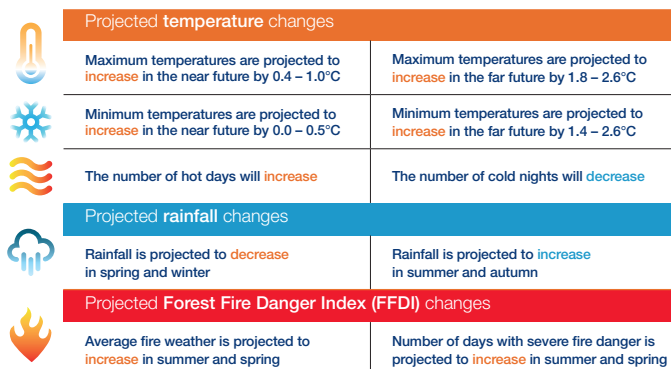 Projected temperature changes
Maximum temperatures are projected to
increase in the near future by 0.4 – 1.0°C
Maximum temperatures are projected to
increase in the far future by 1.8 – 2.6°C
Minimum temperatures are projected to
increase in the near future by 0.0 – 0.5°C
Minimum temperatures are projected to
increase in the far future by 1.4 – 2.6°C
The number of hot days will increase
The number of cold nights will decrease
Projected rainfall changes
Rainfall is projected to decrease
in spring and winter
Rainfall is projected to increase
in summer and autumn
Projected Forest Fire Danger Index (FFDI) changes
Average fire weather is projected to
increase in summer and spring
Number of days with severe fire danger is
projected to increase in summer and spring